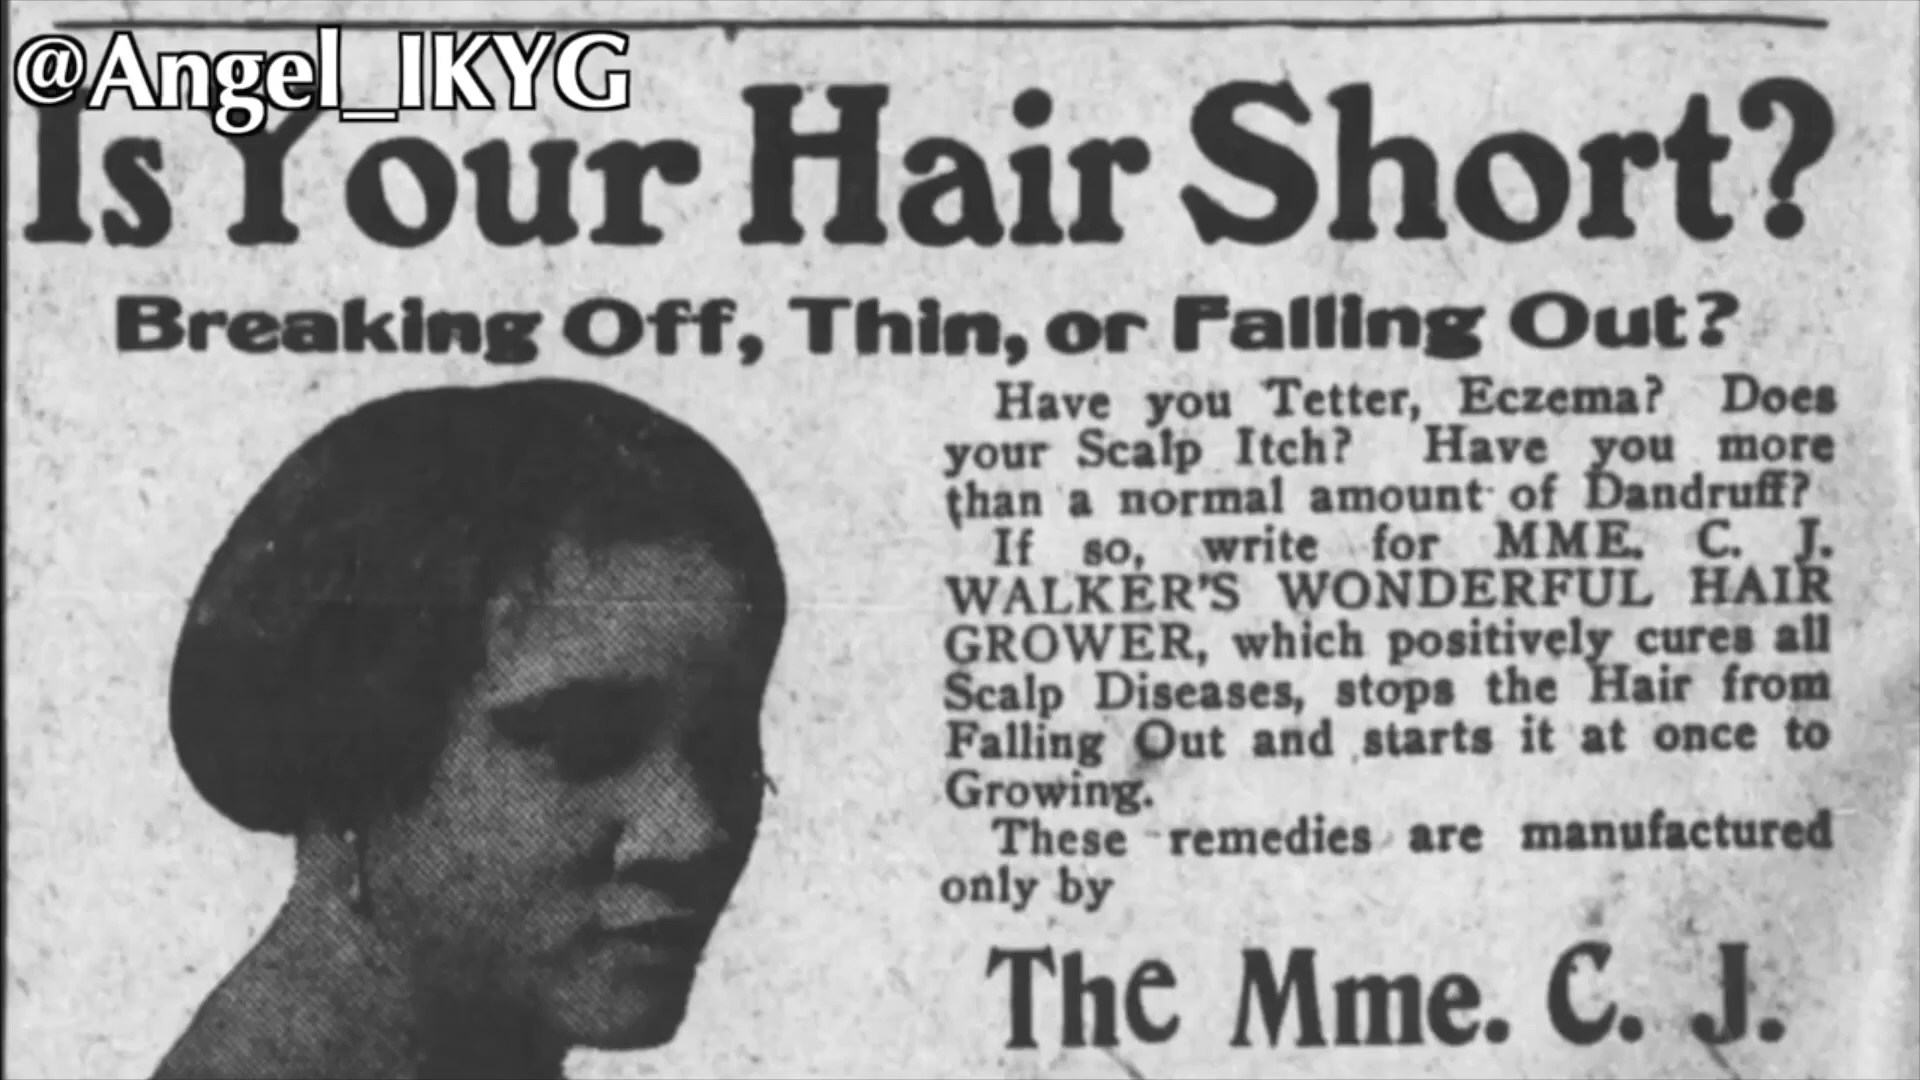 @Angel_IKYG
Is Your Hair Short?
Breaking Off, Thin, or Falling Out?
Have you Tetter, Eczema? Does
your Scalp Itch? Have you more
than a normal amount of Dandruff?
If so, write for MME. C. J.
WALKER'S WONDERFUL HAIR
GROWER, which positively cures all
Scalp Diseases, stops the Hair from
Falling Out and starts it at once to
Growing.
These remedies are manufactured
only by
The Mme. C. J.